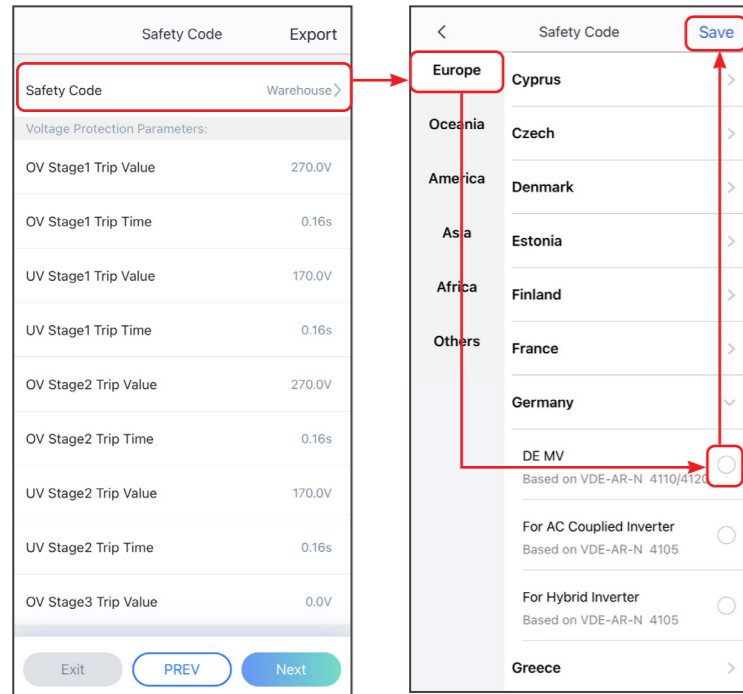 Safety Code Export
Safety Code Warehouse
Voltage Protection Parameters:
OV Stage1 Trip Value 270.0V
OV Stage1 Trip Time 0.16s
UV Stage1 Trip Value 170.0V
UV Stage1 Trip Time 0.16s
OV Stage2 Trip Value 270.0V
OV Stage2 Trip Time 0.16s
UV Stage2 Trip Value 170.0V
UV Stage2 Trip Time 0.16s
OV Stage3 Trip Value 0.0V
Exit PREV Next
Safety Code Save
Europe
Oceania
America
Asia
Africa
Others
Cyprus
Czech
Denmark
Estonia
Finland
France
Germany
DE MV
Based on VDE-AR-N 4110/4120
For AC Couplied Inverter
Based on VDE-AR-N 4105
For Hybrid Inverter
Based on VDE-AR-N 4105
Greece